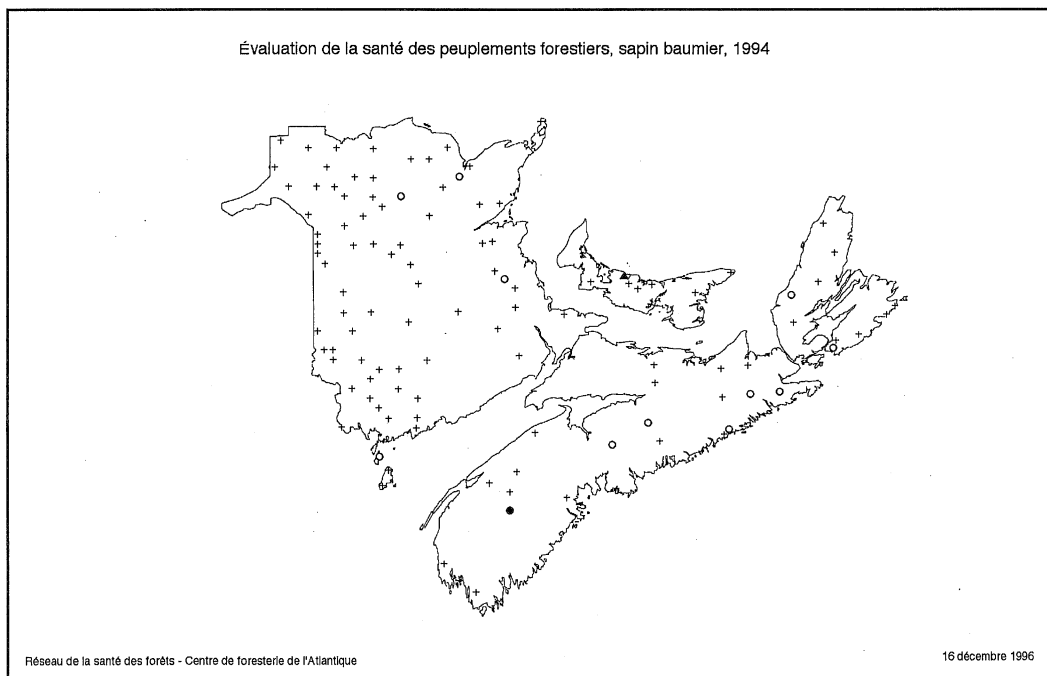 Évaluation de la santé des peuplements forestiers, sapin baumier, 1994
Réseau de la santé des forêts - Centre de foresterie de l'Atlantique
16 décembre 1996